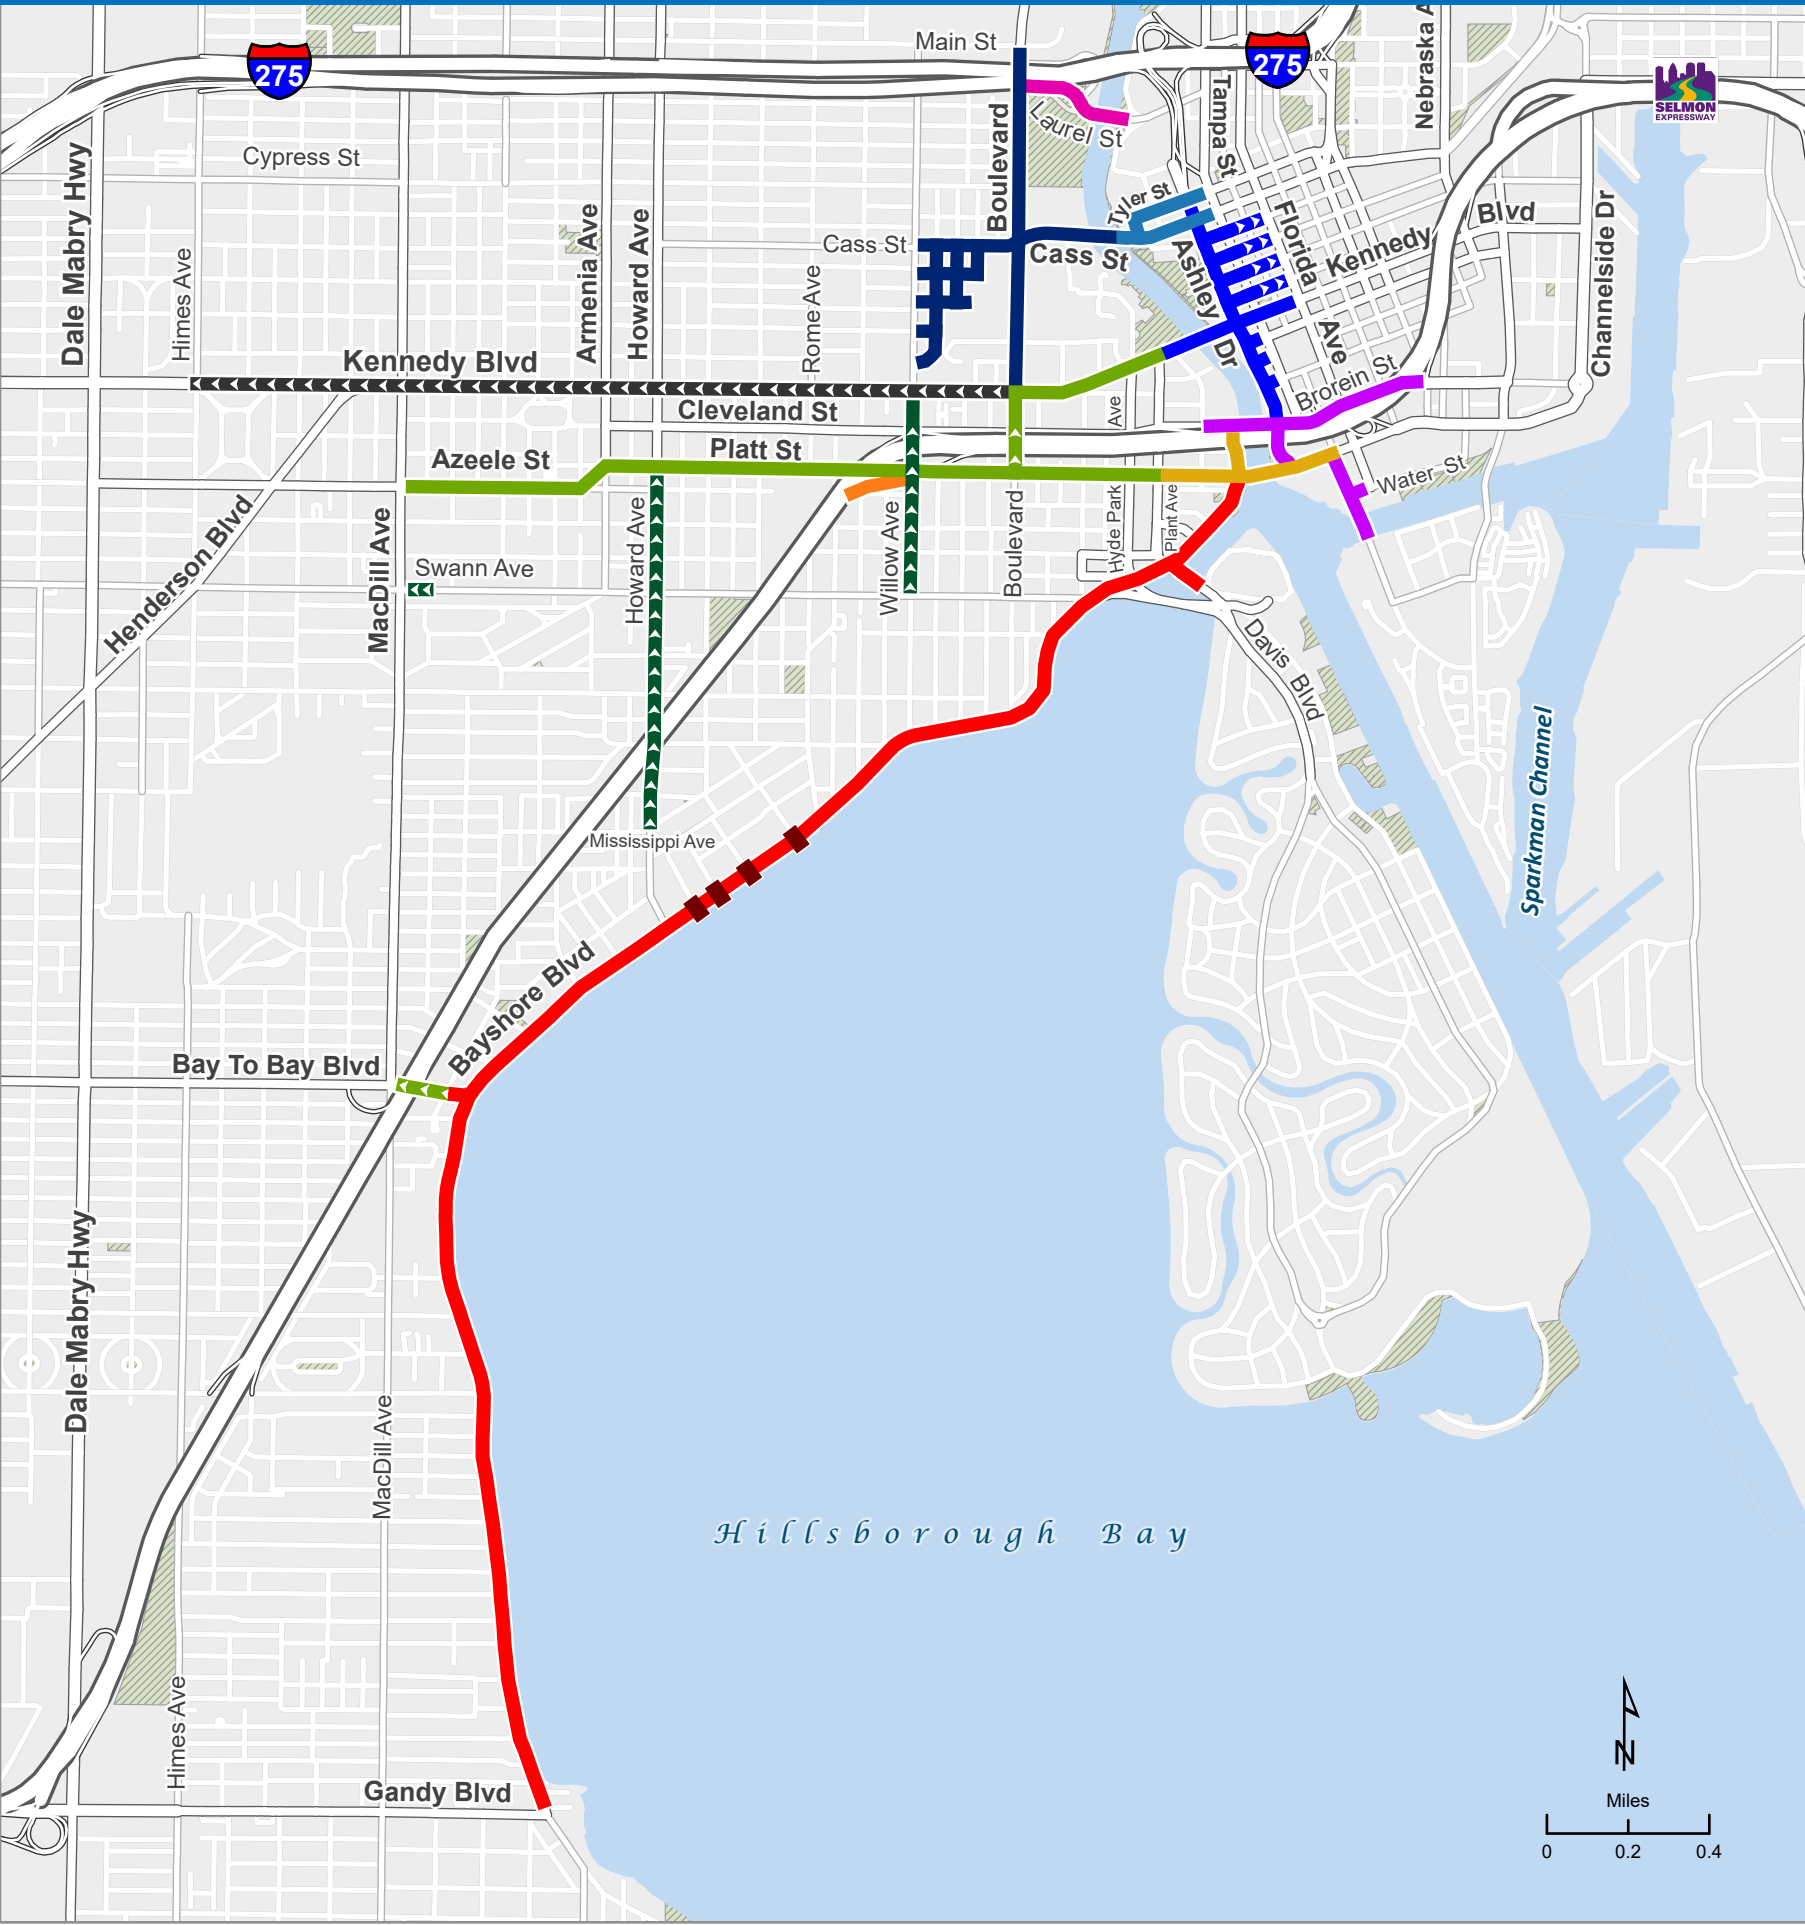 Main St
Nebraska A
275
275
SELMON
EXPRESSWAY
Laurel St
Tampa St
Boulevard
Cypress St
Dale Mabry Hwy
Tyler St
Blvd
Channelside Dr
Himes Ave
Armenia Ave
Howard Ave
Rome Ave
Cass St
Cass St
Ashley
Dr
Florida
Ave
Kennedy
Kennedy Blvd
Brorein St
Cleveland St
Platt St
Azeele St
Ave
Hyde Park
Plant Ave
Water St
Henderson Blvd
MacDill Ave
Swann Ave
Howard Ave
Willow Ave
Boulevard
Davis Blvd
Sparkman Channel
Mississippi Ave
Bayshore Blvd
Bay To Bay Blvd
Dale Mabry Hwy
MacDill Ave
Hillsborough Bay
Himes Ave
Gandy Blvd
N
Miles
0 0.2 0.4